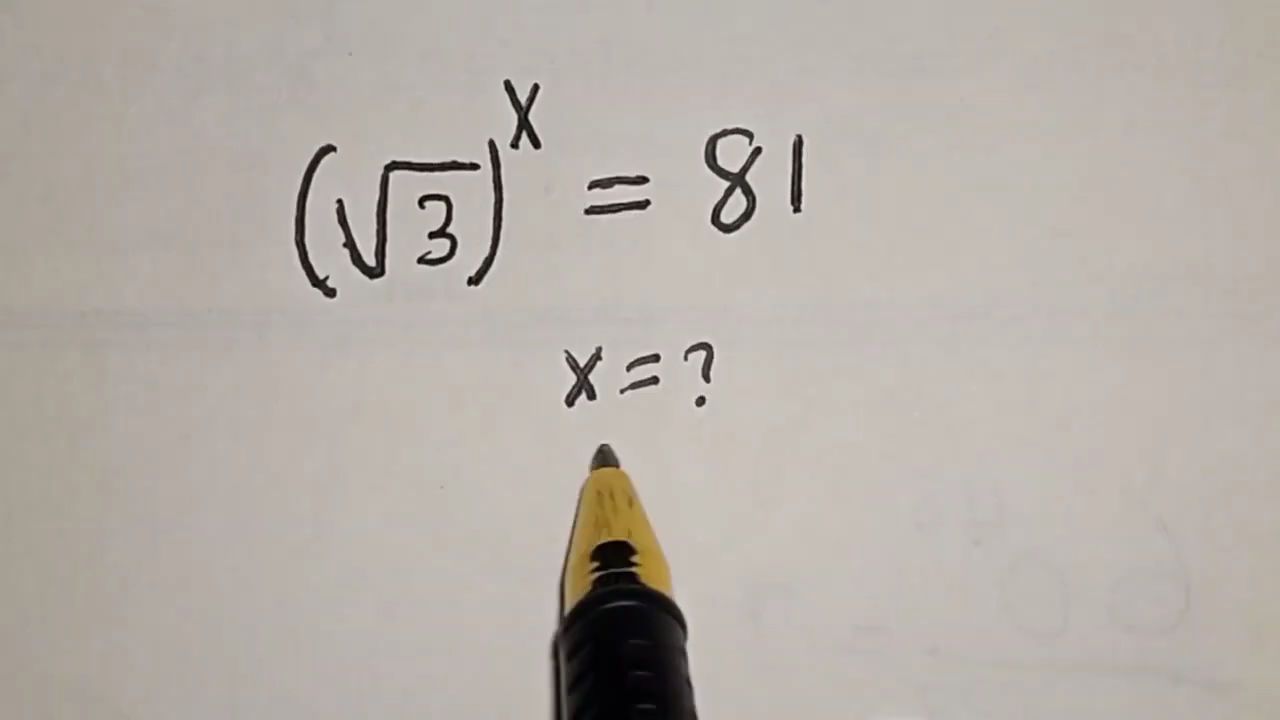 (√3)^x = 81
x = ?